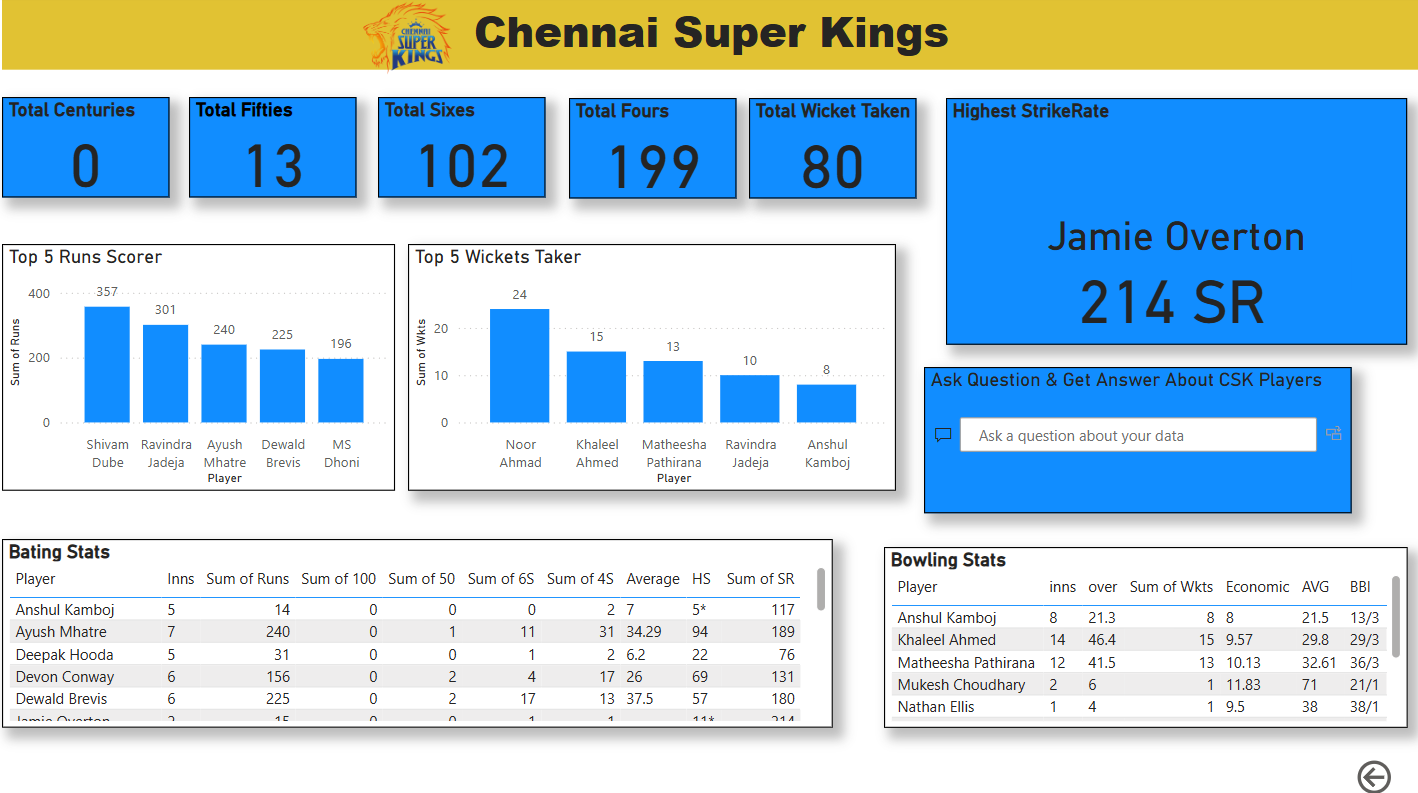 CHENNAI
SUPER
KINGS
Chennai Super Kings
Total Centuries
0
Total Fifties
13
Total Sixes
102
Total Fours
199
Total Wicket Taken
80
Highest StrikeRate
Jamie Overton
214 SR
Top 5 Runs Scorer
Sum of Runs
400
200
0
357
301
240
225
196
Shivam Dube
Ravindra Jadeja
Ayush Mhatre
Dewald Brevis
MS Dhoni
Player
Top 5 Wickets Taker
Sum of Wkts
20
10
0
24
15
13
10
8
Noor Ahmad
Khaleel Ahmed
Matheesha Pathirana
Ravindra Jadeja
Anshul Kamboj
Player
Ask Question & Get Answer About CSK Players
Ask a question about your data
Bating Stats
Player Inns Sum of Runs Sum of 100 Sum of 50 Sum of 6S Sum of 4S Average HS Sum of SR
Anshul Kamboj 5 14 0 0 0 2 7 5* 117
Ayush Mhatre 7 240 0 1 11 31 34.29 94 189
Deepak Hooda 5 31 0 0 1 2 6.2 22 76
Devon Conway 6 156 0 2 4 17 26 69 131
Dewald Brevis 6 225 0 2 17 13 37.5 57 180
Jamie Overton 15 0 0 1 1 11* 214
Bowling Stats
Player inns over Sum of Wkts Economic AVG BBI
Anshul Kamboj 8 21.3 8 8 21.5 13/3
Khaleel Ahmed 14 46.4 15 9.57 29.8 29/3
Matheesha Pathirana 12 41.5 13 10.13 32.61 36/3
Mukesh Choudhary 2 6 1 11.83 71 21/1
Nathan Ellis 1 4 1 9.5 38 38/1